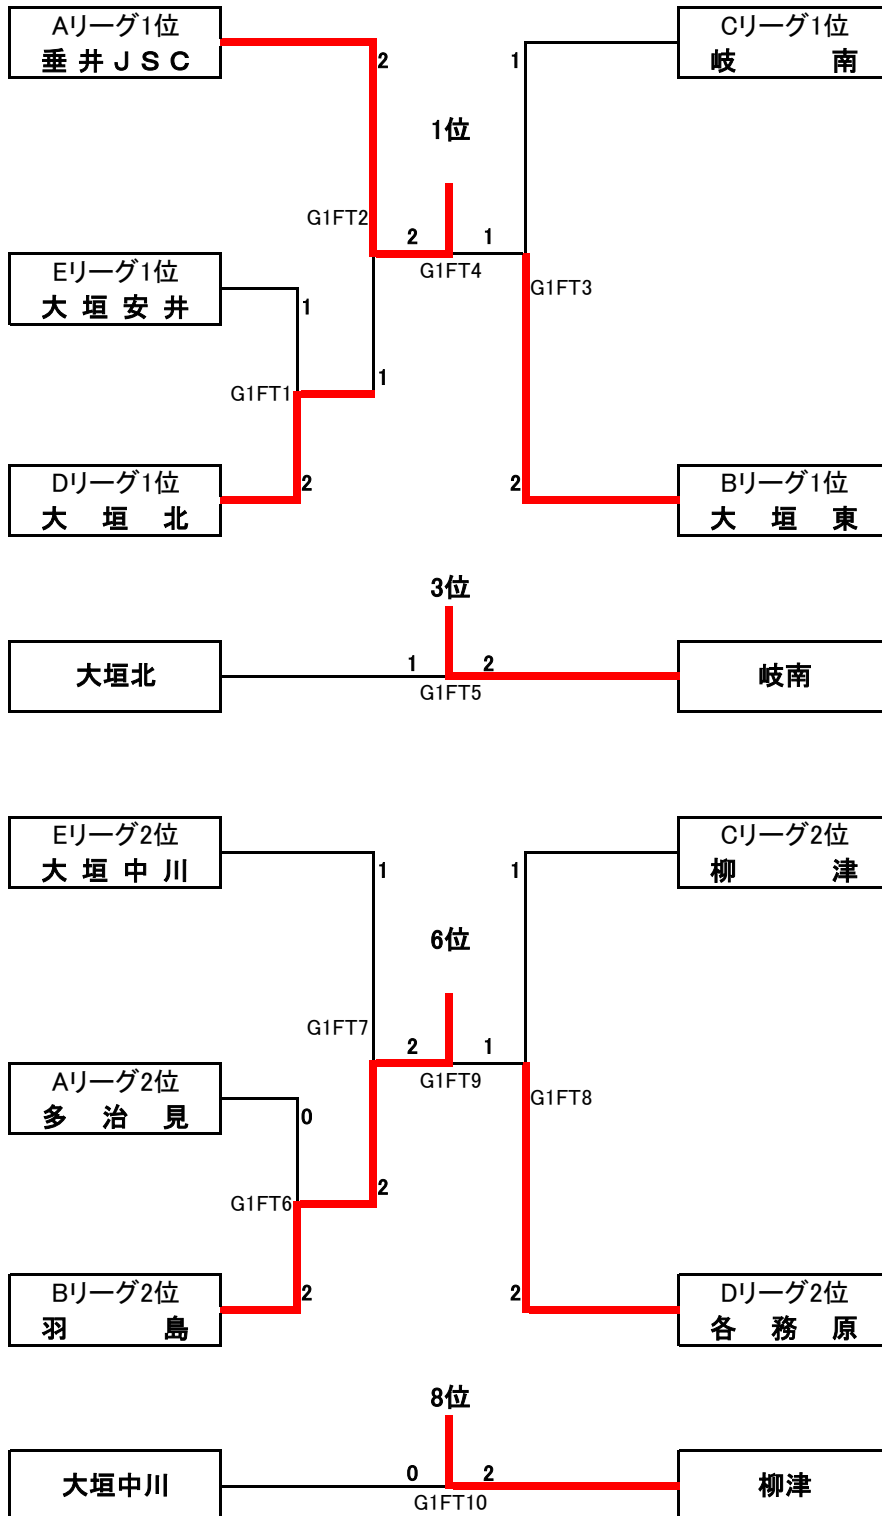 Aリーグ1位
垂井ＪＳＣ
Cリーグ1位
岐南
2
1
1位
G1FT2
2
1
G1FT4
G1FT3
Eリーグ1位
大垣安井
1
1
G1FT1
Dリーグ1位
大垣北
2
2
Bリーグ1位
大垣東
3位
大垣北
1
2
岐南
G1FT5
Eリーグ2位
大垣中川
Cリーグ2位
柳津
1
1
6位
G1FT7
2
1
G1FT9
G1FT8
Aリーグ2位
多治見
0
2
G1FT6
Bリーグ2位
羽島
2
2
Dリーグ2位
各務原
8位
大垣中川
0
2
柳津
G1FT10